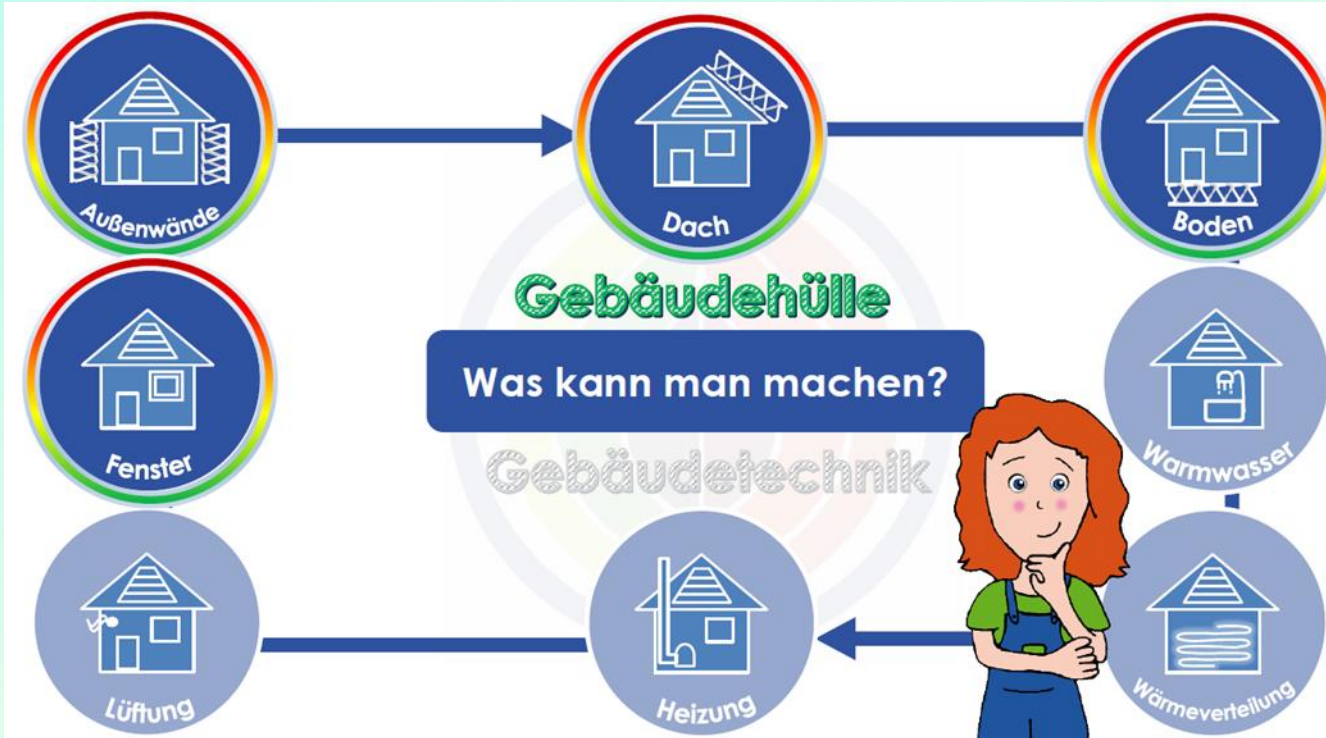 Außenwände
Dach
Boden
Gebäudehülle
Was kann man machen?
Gebäudetechnik
Fenster
Warmwasser
Lüftung
Heizung
Wärmeverteilung